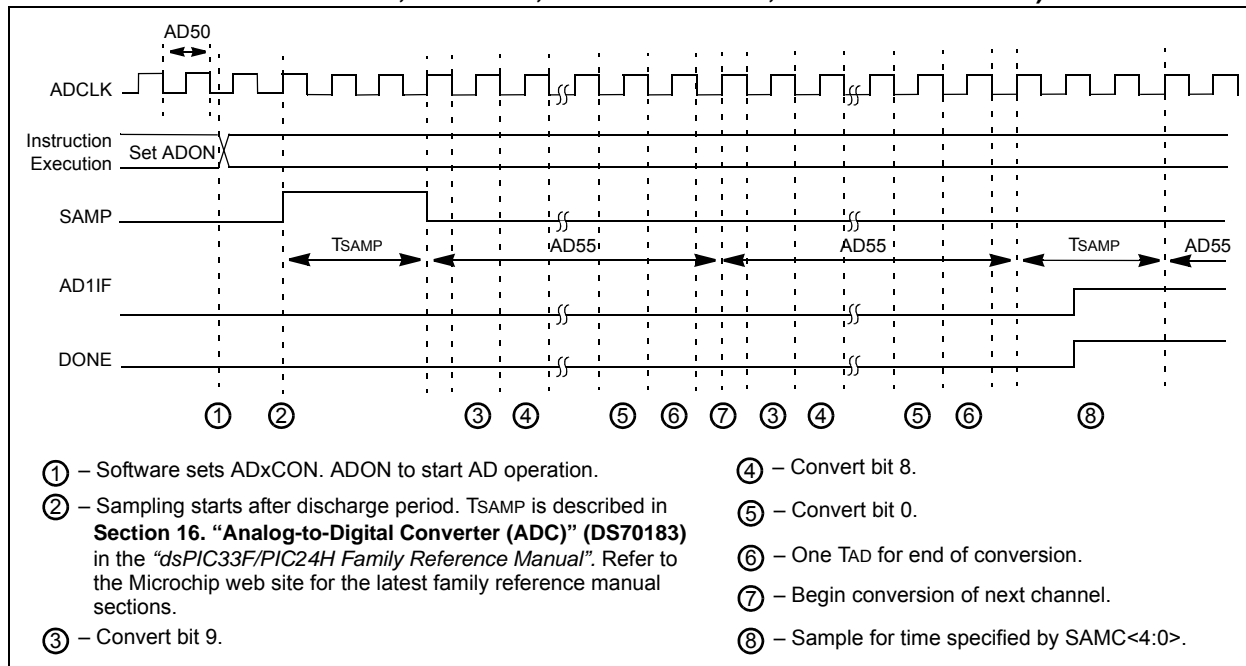 AD50
ADCLK
Instruction
Execution
Set ADON
SAMP
TSAMP
AD55
AD55
TSAMP
AD55
AD1IF
DONE
1 2 3 4 5 6 7 3 4 5 6 8
1 – Software sets ADxCON. ADON to start AD operation.
2 – Sampling starts after discharge period. TSAMP is described in
Section 16. “Analog-to-Digital Converter (ADC)” (DS70183)
in the “dsPIC33F/PIC24H Family Reference Manual”. Refer to
the Microchip web site for the latest family reference manual
sections.
3 – Convert bit 9.
4 – Convert bit 8.
5 – Convert bit 0.
6 – One TAD for end of conversion.
7 – Begin conversion of next channel.
8 – Sample for time specified by SAMC<4:0>.